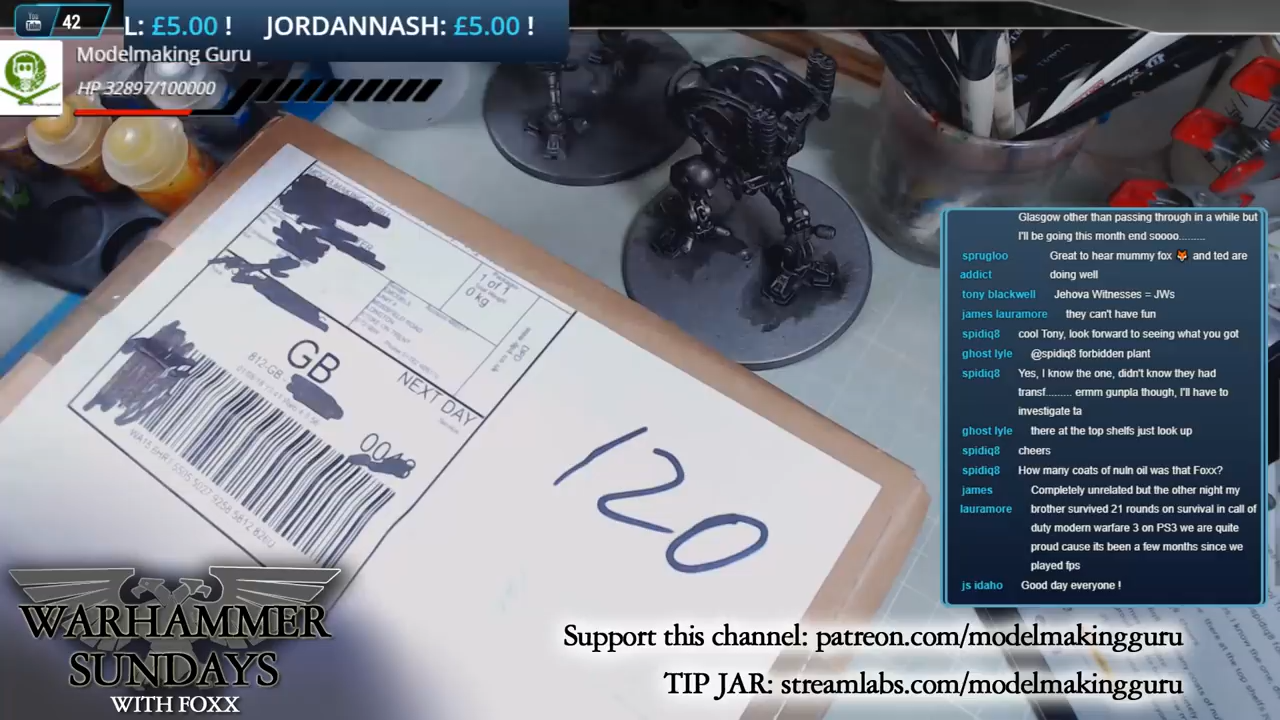 You Tube
42
L: £5.00 ! JORDANNASH: £5.00 !
Modelmaking Guru
HP 32897/100000
1 of 1
0 kg
GB
NEXT DAY
812-GB
0048
120
Glasgow other than passing through in a while but
I'll be going this month end soooo.........
sprugloo addict Great to hear mummy fox 🦊 and ted are
doing well
tony blackwell Jehova Witnesses = JWs
james lauramore they can't have fun
spidiq8 cool Tony, look forward to seeing what you got
ghost lyle @spidiq8 forbidden plant
spidiq8 Yes, I know the one, didn't know they had
transf......... ermm gunpla though, I'll have to
investigate ta
ghost lyle there at the top shelfs just look up
spidiq8 cheers
spidiq8 How many coats of nuln oil was that Foxx?
james lauramore Completely unrelated but the other night my
brother survived 21 rounds on survival in call of
duty modern warfare 3 on PS3 we are quite
proud cause its been a few months since we
played fps
js idaho Good day everyone !
WARHAMMER
SUNDAYS
WITH FOXX
Support this channel: patreon.com/modelmakingguru
TIP JAR: streamlabs.com/modelmakingguru